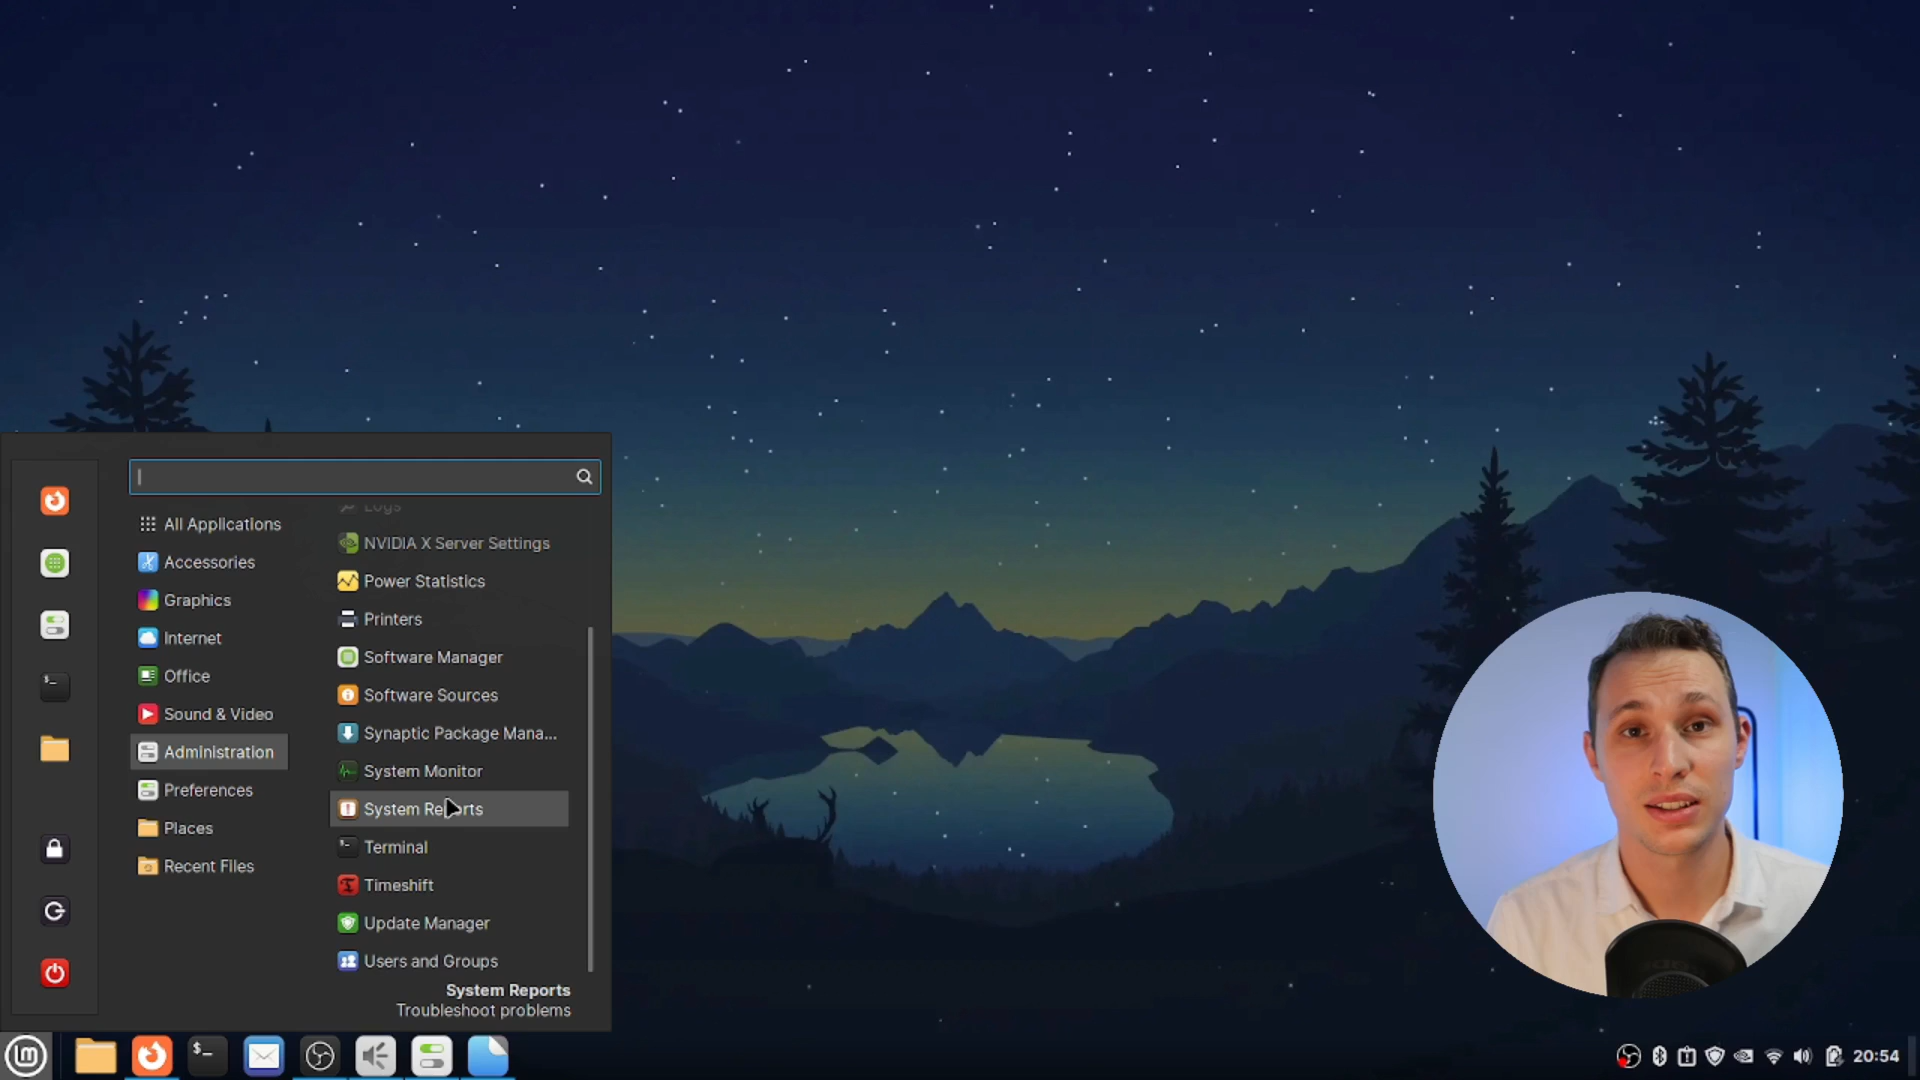 Logs
All Applications
NVIDIA X Server Settings
Accessories
Power Statistics
Graphics
Printers
Internet
Software Manager
Office
Software Sources
Sound & Video
Synaptic Package Mana...
Administration
System Monitor
Preferences
System Reports
Places
Terminal
Recent Files
Timeshift
Update Manager
Users and Groups
System Reports
Troubleshoot problems
$-
20:54